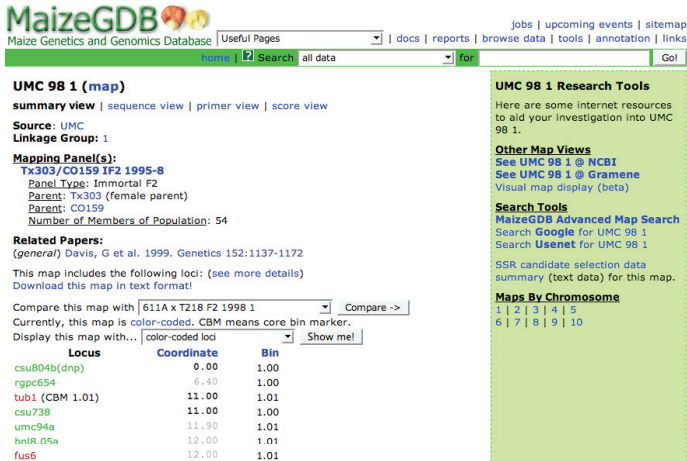 MaizeGDB
Maize Genetics and Genomics Database
Useful Pages
jobs | upcoming events | sitemap
| docs | reports | browse data | tools | annotation | links
home | ? Search all data for Go!
UMC 98 1 (map)
summary view | sequence view | primer view | score view
Source: UMC
Linkage Group: 1
Mapping Panel(s):
Tx303/CO159 IF2 1995-8
Panel Type: Immortal F2
Parent: Tx303 (female parent)
Parent: CO159
Number of Members of Population: 54
Related Papers:
(general) Davis, G et al. 1999. Genetics 152:1137-1172
This map includes the following loci: (see more details)
Download this map in text format!
Compare this map with 611A x T218 F2 1998 1 Compare ->
Currently, this map is color-coded. CBM means core bin marker.
Display this map with... color-coded loci Show me!
Locus Coordinate Bin
csu804b(dnp) 0.00 1.00
rgpc654 6.40 1.00
tub1 (CBM 1.01) 11.00 1.01
csu738 11.00 1.00
umc94a 11.90 1.01
bnl8.05a 12.00 1.01
fus6 12.00 1.01
UMC 98 1 Research Tools
Here are some internet resources
to aid your investigation into UMC
98 1.
Other Map Views
See UMC 98 1 @ NCBI
See UMC 98 1 @ Gramene
Visual map display (beta)
Search Tools
MaizeGDB Advanced Map Search
Search Google for UMC 98 1
Search Usenet for UMC 98 1
SSR candidate selection data
summary (text data) for this map.
Maps By Chromosome
1 | 2 | 3 | 4 | 5
6 | 7 | 8 | 9 | 10